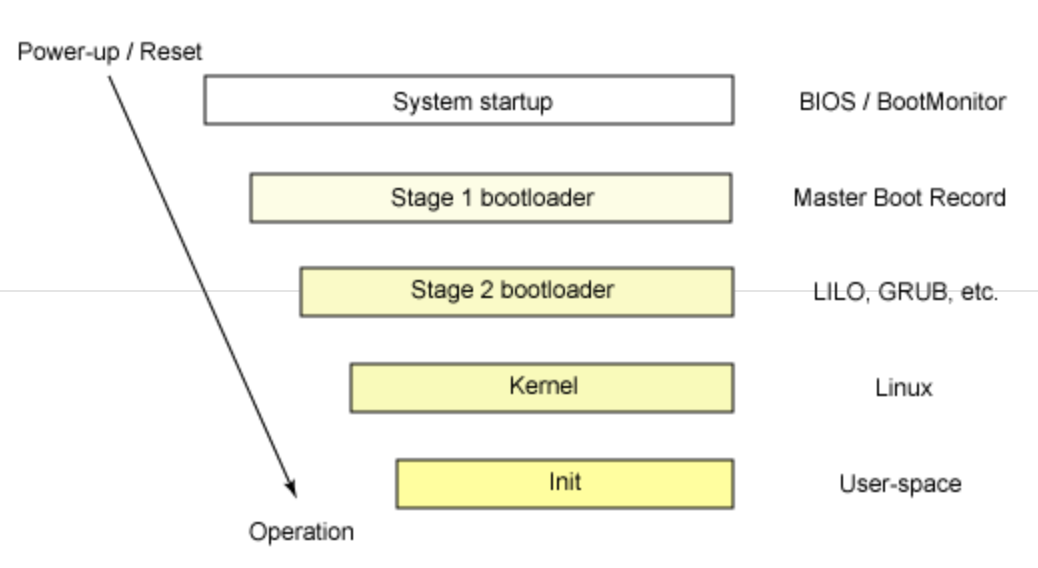 Power-up / Reset
System startup
BIOS / BootMonitor
Stage 1 bootloader
Master Boot Record
Stage 2 bootloader
LILO, GRUB, etc.
Kernel
Linux
Init
User-space
Operation